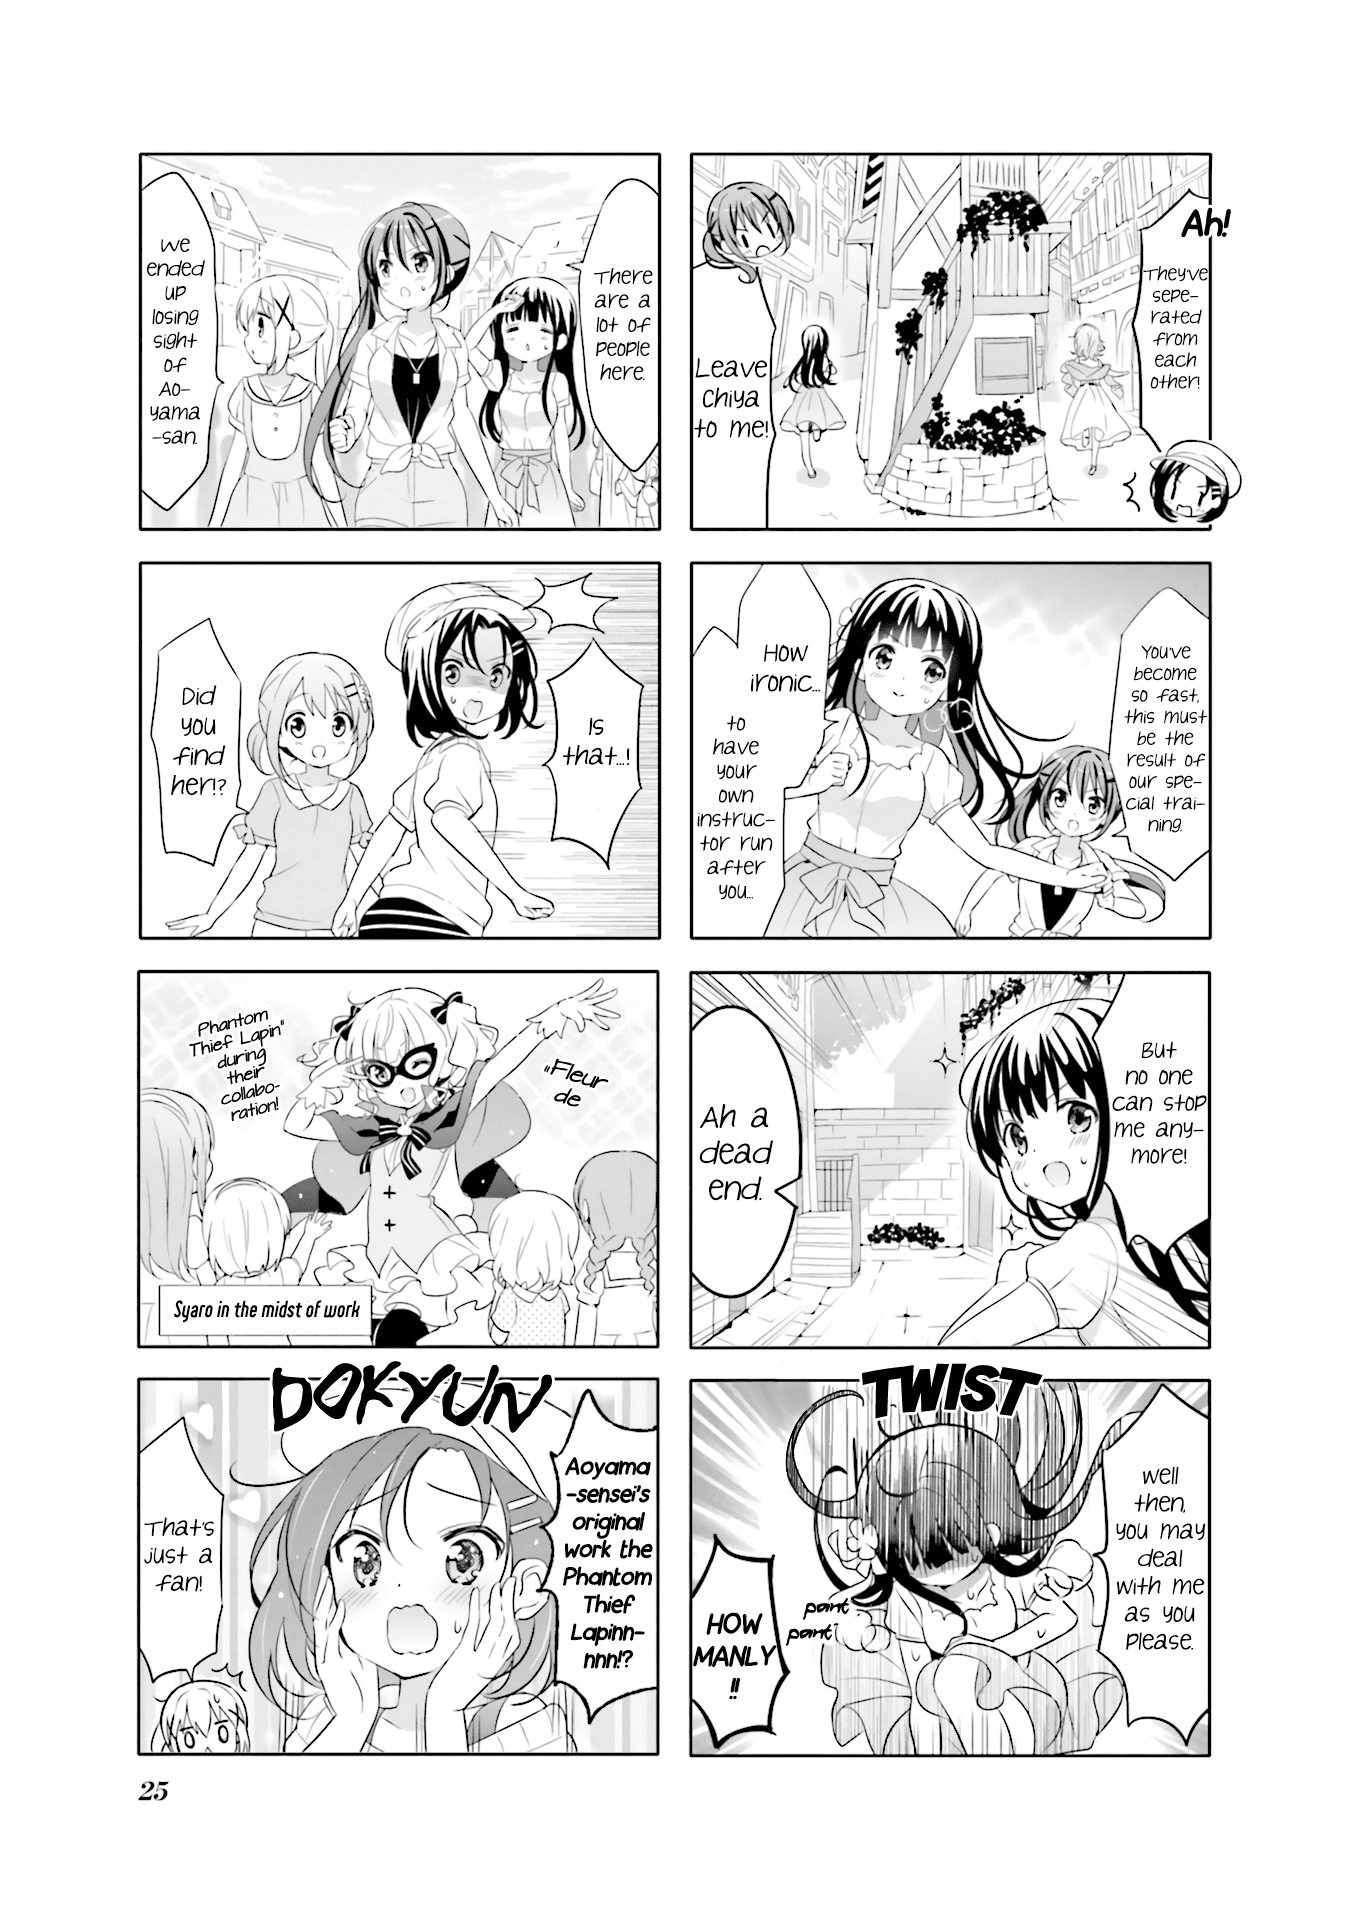 Ah!
They've
sepe-
rated
from
each
other!
Leave
Chiya
to me!
You've
become
so fast,
this must
be the
result of
our spe-
cial trai-
ning.
How
ironic...
to
have
your
own
instruc-
tor run
after
you...
But
no one
can stop
me any-
more!
Ah a
dead
end.
TWIST
Well
then,
you may
deal
with me
as you
please.
pant
pant
HOW
MANLY
!!
There
are a
lot of
people
here.
We
ended
up
losing
sight
of
Ao-
yama
-san.
Is
that...!
Did
you
find
her!?
"Fleur
de
Phantom
Thief Lapin"
during
their
collabo-
ration!
Syaro in the midst of work
DOKYUN
Aoyama
-sensei's
original
work the
Phantom
Thief
Lapinn-
nnn!?
That's
just a
fan!
25